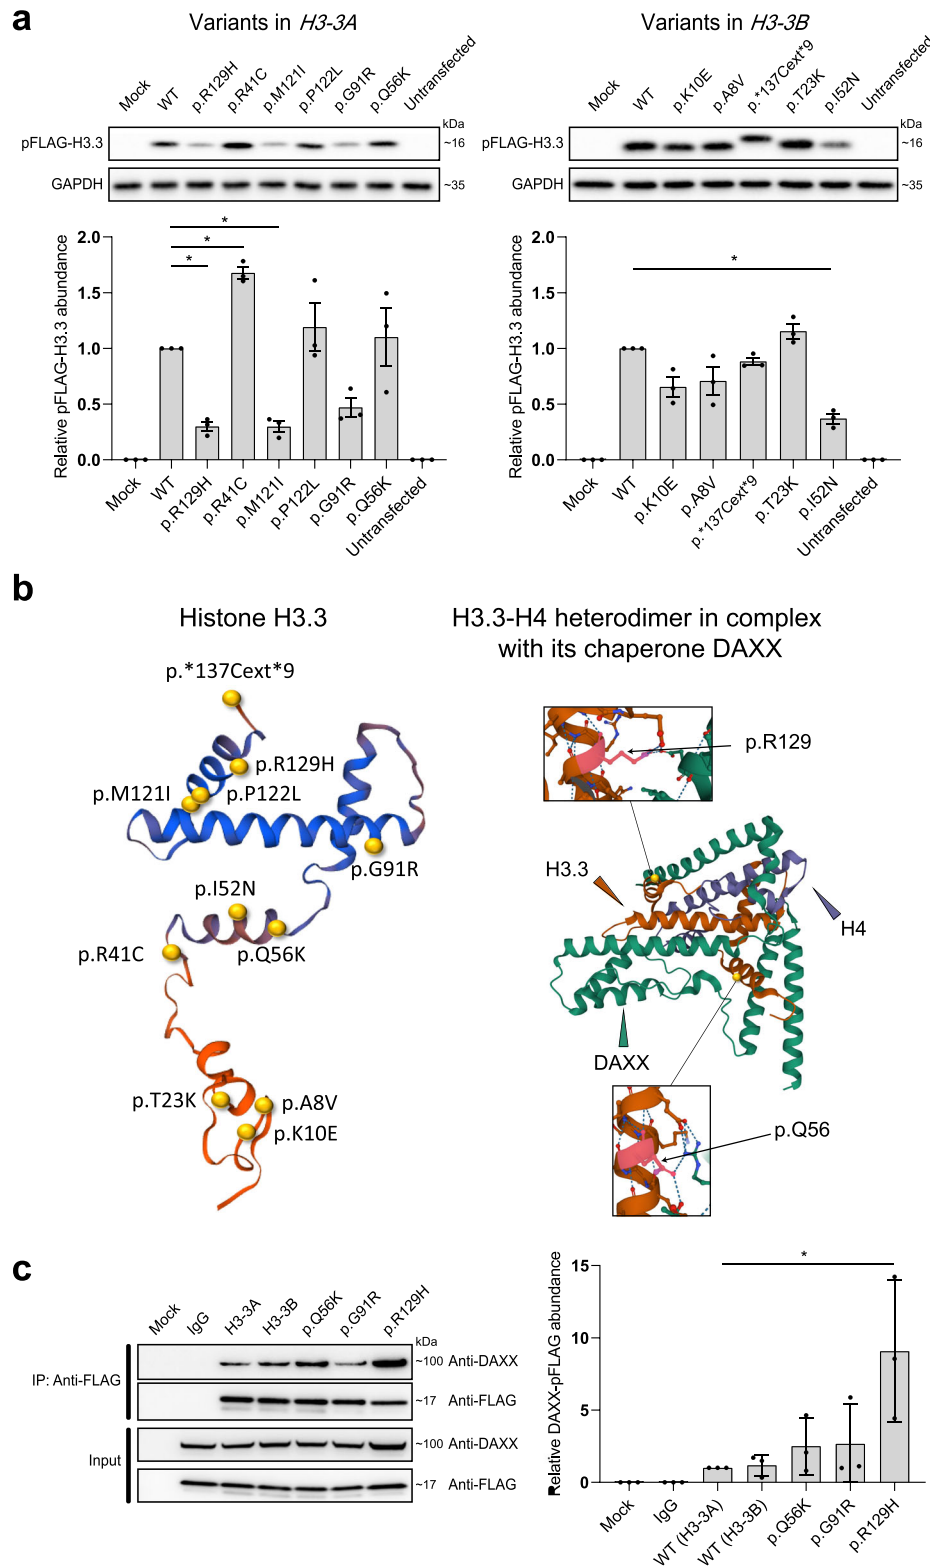 a
Variants in H3-3A
Mock WT p.R129H p.R41C p.M121I p.P122L p.G91R p.Q56K Untransfected
kDa
pFLAG-H3.3 ~16
GAPDH ~35
* * *
Relative pFLAG-H3.3 abundance
2.0
1.5
1.0
0.5
0.0
Mock WT p.R129H p.R41C p.M121I p.P122L p.G91R p.Q56K Untransfected
Variants in H3-3B
Mock WT p.K10E p.A8V p.*137Cext*9 p.T23K p.I52N Untransfected
kDa
pFLAG-H3.3 ~16
GAPDH ~35
*
Relative pFLAG-H3.3 abundance
2.0
1.5
1.0
0.5
0.0
Mock WT p.K10E p.A8V p.*137Cext*9 p.T23K p.I52N Untransfected
b
Histone H3.3
p.*137Cext*9
p.R129H
p.M121I p.P122L
p.G91R
p.I52N
p.R41C p.Q56K
p.T23K p.A8V
p.K10E
H3.3-H4 heterodimer in complex
with its chaperone DAXX
p.R129
H3.3
H4
DAXX
p.Q56
c
Mock IgG H3-3A H3-3B p.Q56K p.G91R p.R129H
kDa
IP: Anti-FLAG
~100 Anti-DAXX
~17 Anti-FLAG
Input
~100 Anti-DAXX
~17 Anti-FLAG
*
Relative DAXX-pFLAG abundance
15
10
5
0
Mock IgG WT (H3-3A) WT (H3-3B) p.Q56K p.G91R p.R129H